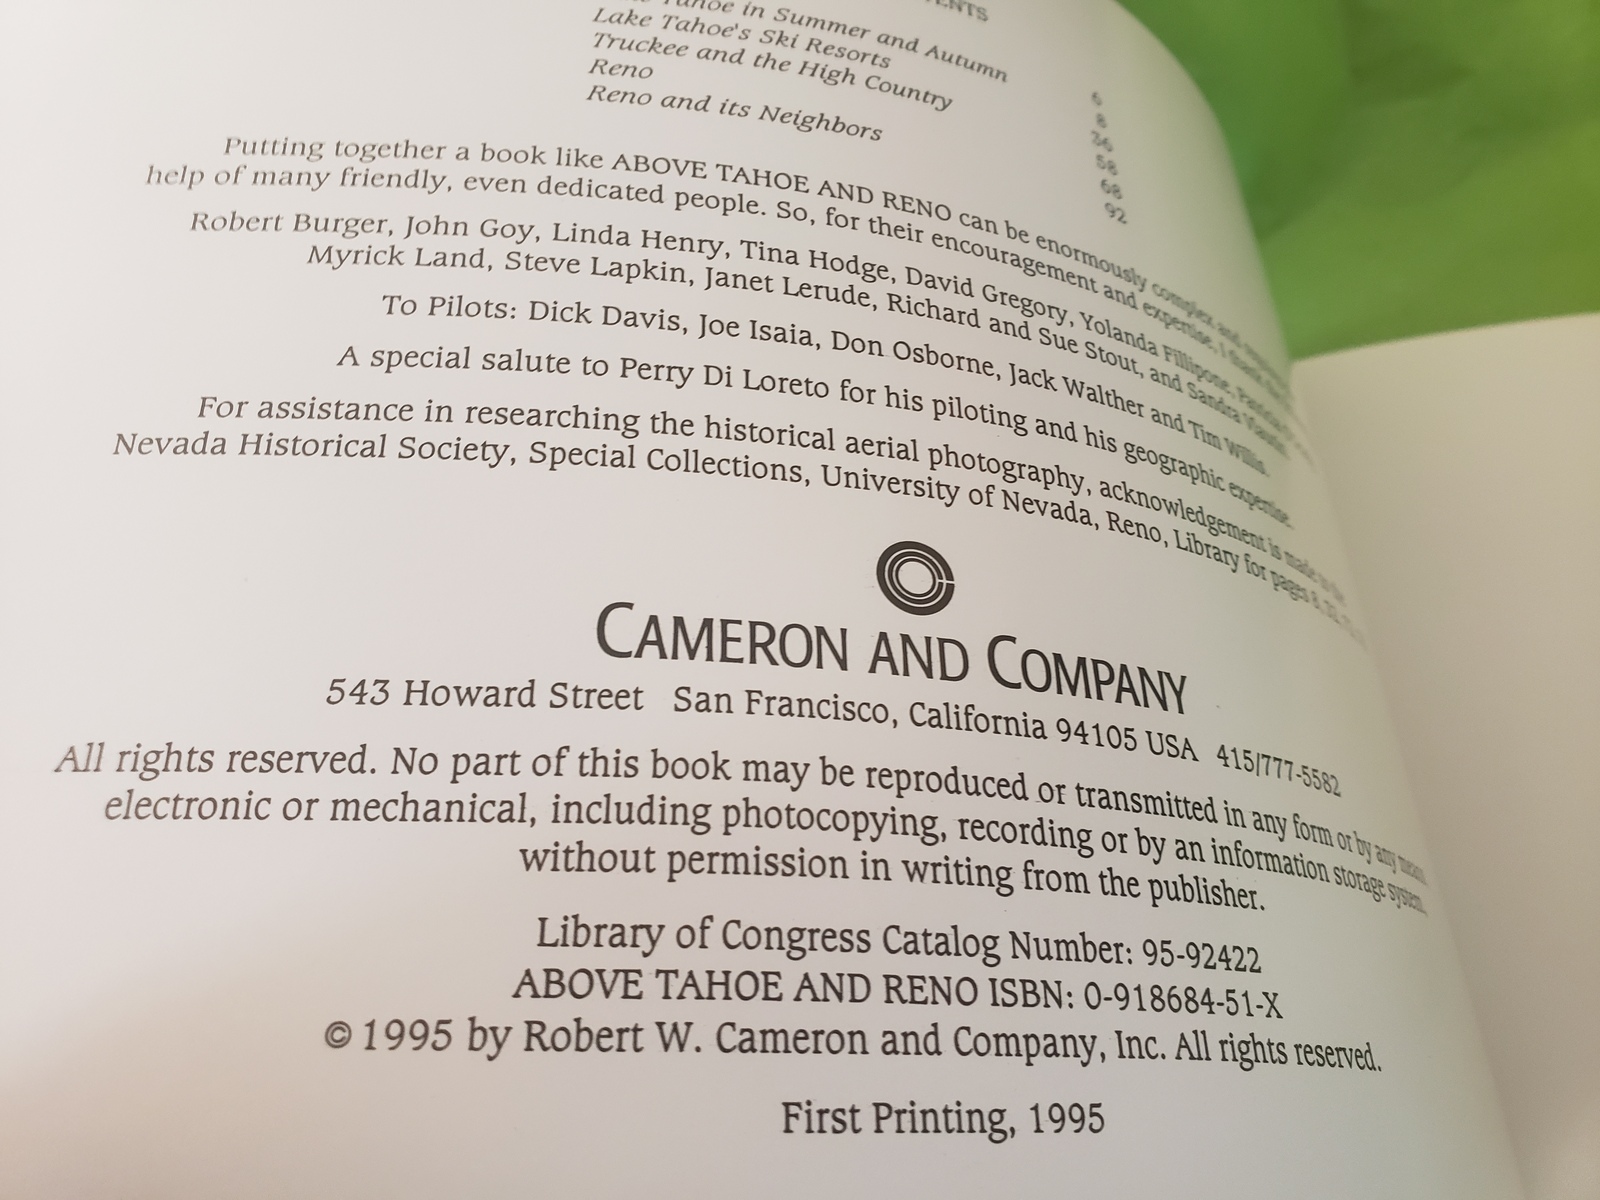 Tahoe in Summer and Autumn
Lake Tahoe's Ski Resorts
Truckee and the High Country
Reno
Reno and its Neighbors
6
8
36
58
68
92
Putting together a book like ABOVE TAHOE AND RENO can be enormously complex and
help of many friendly, even dedicated people. So, for their encouragement and expertise, I thank
Robert Burger, John Goy, Linda Henry, Tina Hodge, David Gregory, Yolanda Fillipone,
Myrick Land, Steve Lapkin, Janet Lerude, Richard and Sue Stout, and Sandra
To Pilots: Dick Davis, Joe Isaia, Don Osborne, Jack Walther and Tim Willis.
A special salute to Perry Di Loreto for his piloting and his geographic expertise.
For assistance in researching the historical aerial photography, acknowledgement is made to the
Nevada Historical Society, Special Collections, University of Nevada, Reno, Library for pages 8,
CAMERON AND COMPANY
543 Howard Street San Francisco, California 94105 USA 415/777-5582
All rights reserved. No part of this book may be reproduced or transmitted in any form or by any
electronic or mechanical, including photocopying, recording or by an information storage system,
without permission in writing from the publisher.
Library of Congress Catalog Number: 95-92422
ABOVE TAHOE AND RENO ISBN: 0-918684-51-X
© 1995 by Robert W. Cameron and Company, Inc. All rights reserved.
First Printing, 1995